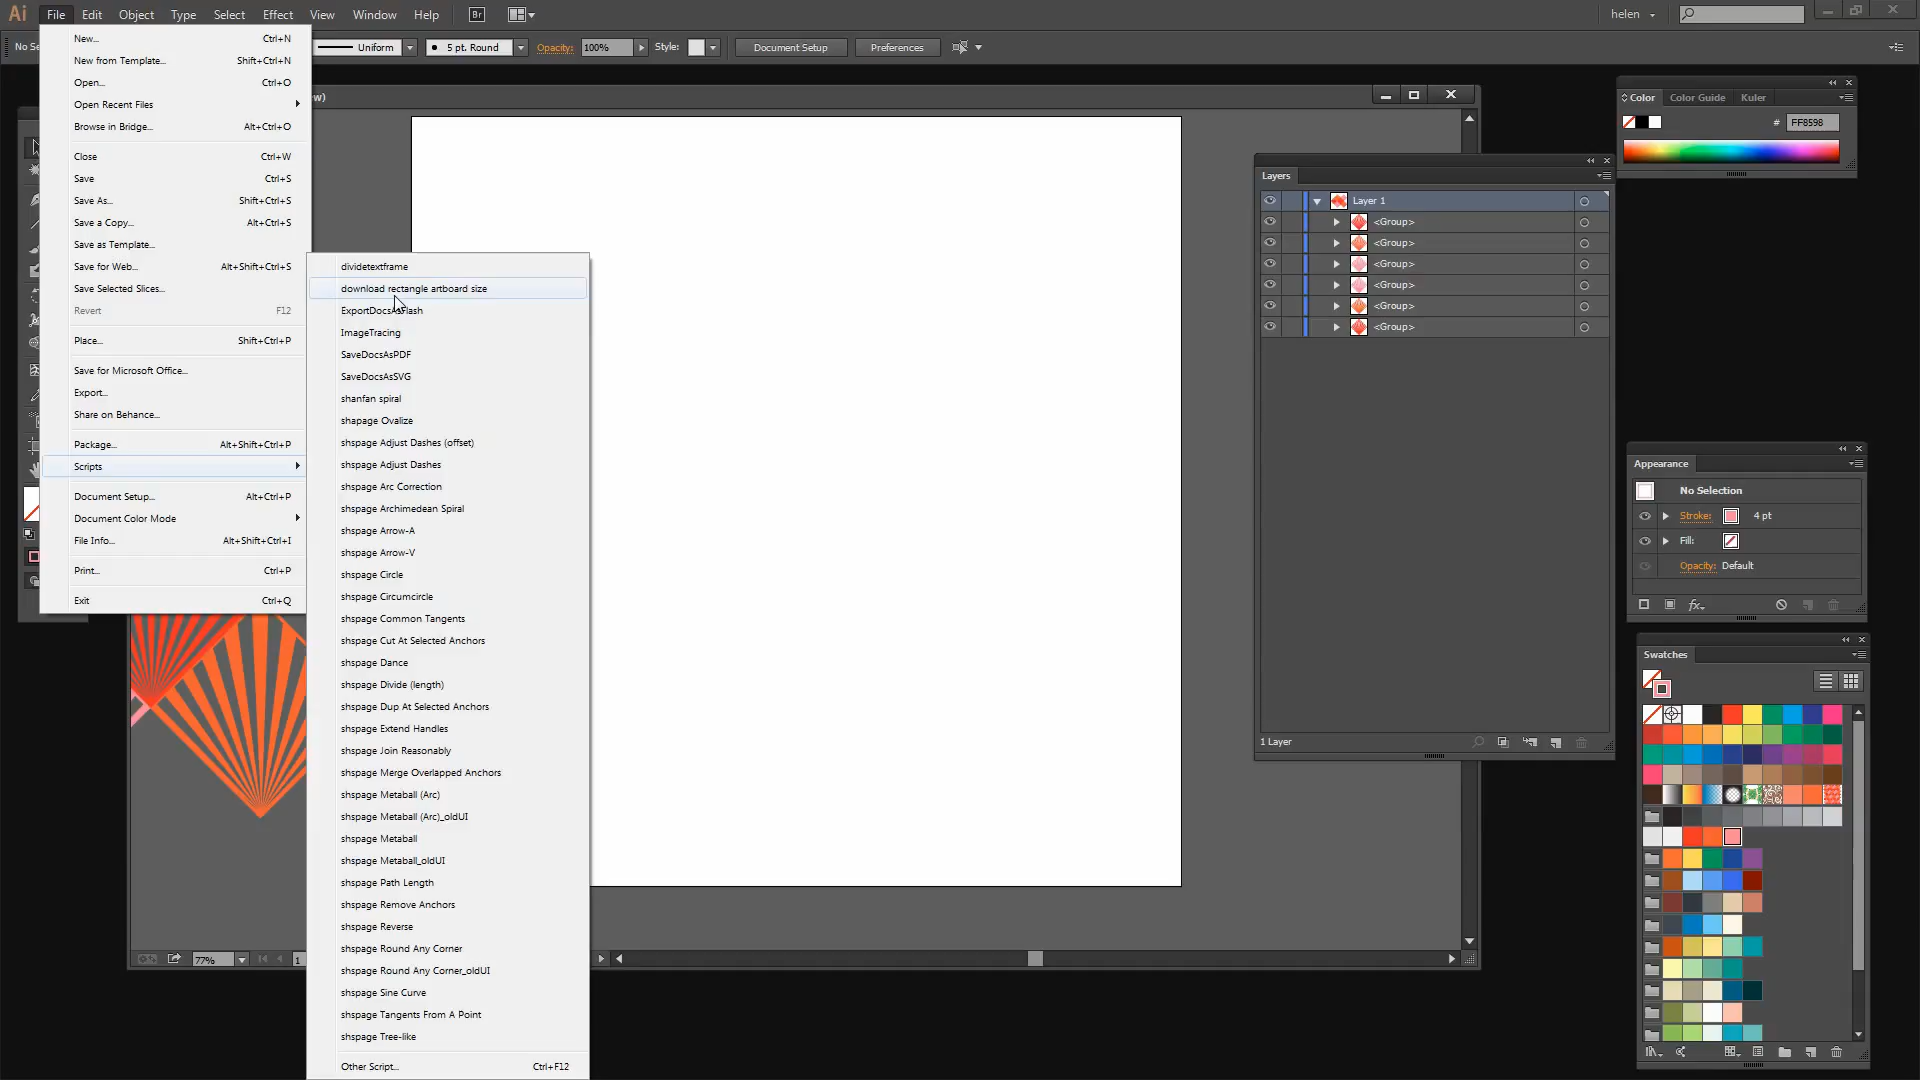 Ai File Edit Object Type Select Effect View Window Help Br helen
No Se Uniform 5 pt. Round Opacity: 100% Style: Document Setup Preferences
New... Ctrl+N
New from Template... Shift+Ctrl+N
Open... Ctrl+O
Open Recent Files
Browse in Bridge... Alt+Ctrl+O
Close Ctrl+W
Save Ctrl+S
Save As... Shift+Ctrl+S
Save a Copy... Alt+Ctrl+S
Save as Template...
Save for Web... Alt+Shift+Ctrl+S
Save Selected Slices...
Revert F12
Place... Shift+Ctrl+P
Save for Microsoft Office...
Export...
Share on Behance...
Package... Alt+Shift+Ctrl+P
Scripts
Document Setup... Alt+Ctrl+P
Document Color Mode
File Info... Alt+Shift+Ctrl+I
Print... Ctrl+P
Exit Ctrl+Q
dividetextframe
download rectangle artboard size
ImageTracing
SaveDocsAsPDF
SaveDocsAsSVG
shanfan spiral
shapage Ovalize
shspage Adjust Dashes (offset)
shspage Adjust Dashes
shspage Arc Correction
shspage Archimedean Spiral
shspage Arrow-A
shspage Arrow-V
shspage Circle
shspage Circumcircle
shspage Common Tangents
shspage Cut At Selected Anchors
shspage Dance
shspage Divide (length)
shspage Dup At Selected Anchors
shspage Extend Handles
shspage Join Reasonably
shspage Merge Overlapped Anchors
shspage Metaball (Arc)
shspage Metaball (Arc)_oldUI
shspage Metaball
shspage Metaball_oldUI
shspage Path Length
shspage Remove Anchors
shspage Reverse
shspage Round Any Corner
shspage Round Any Corner_oldUI
shspage Sine Curve
shspage Tangents From A Point
shspage Tree-like
Other Script... Ctrl+F12
ew)
77% 1
Layers
Layer 1
<Group>
<Group>
<Group>
<Group>
<Group>
<Group>
1 Layer
Color Color Guide Kuler
# FF8598
Appearance
No Selection
Stroke: 4 pt
Fill:
Opacity: Default
fx
Swatches